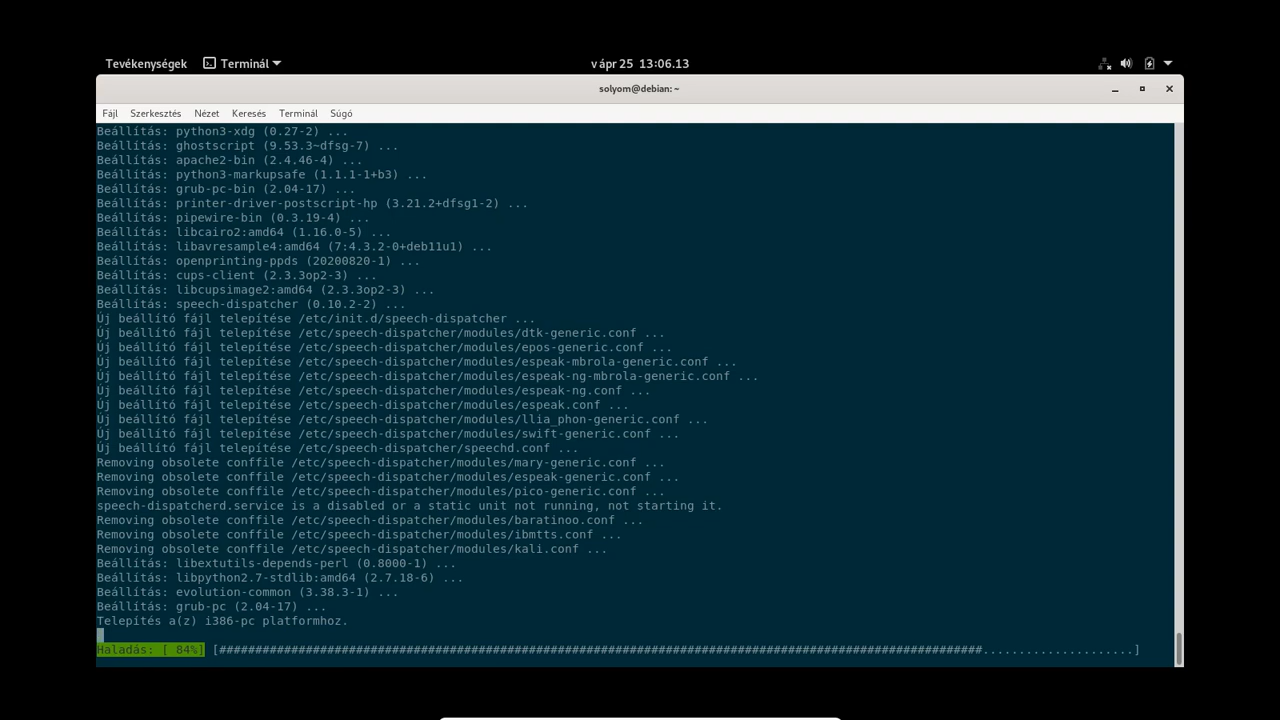 Tevékenységek Terminál v ápr 25 13:06.13
solyom@debian: ~
Fájl Szerkesztés Nézet Keresés Terminál Súgó
Beállítás: python3-xdg (0.27-2) ...
Beállítás: ghostscript (9.53.3~dfsg-7) ...
Beállítás: apache2-bin (2.4.46-4) ...
Beállítás: python3-markupsafe (1.1.1-1+b3) ...
Beállítás: grub-pc-bin (2.04-17) ...
Beállítás: printer-driver-postscript-hp (3.21.2+dfsg1-2) ...
Beállítás: pipewire-bin (0.3.19-4) ...
Beállítás: libcairo2:amd64 (1.16.0-5) ...
Beállítás: libavresample4:amd64 (7:4.3.2-0+deb11u1) ...
Beállítás: openprinting-ppds (20200820-1) ...
Beállítás: cups-client (2.3.3op2-3) ...
Beállítás: libcupsimage2:amd64 (2.3.3op2-3) ...
Beállítás: speech-dispatcher (0.10.2-2) ...
Új beállító fájl telepítése /etc/init.d/speech-dispatcher ...
Új beállító fájl telepítése /etc/speech-dispatcher/modules/dtk-generic.conf ...
Új beállító fájl telepítése /etc/speech-dispatcher/modules/epos-generic.conf ...
Új beállító fájl telepítése /etc/speech-dispatcher/modules/espeak-mbrola-generic.conf ...
Új beállító fájl telepítése /etc/speech-dispatcher/modules/espeak-ng-mbrola-generic.conf ...
Új beállító fájl telepítése /etc/speech-dispatcher/modules/espeak-ng.conf ...
Új beállító fájl telepítése /etc/speech-dispatcher/modules/espeak.conf ...
Új beállító fájl telepítése /etc/speech-dispatcher/modules/llia_phon-generic.conf ...
Új beállító fájl telepítése /etc/speech-dispatcher/modules/swift-generic.conf ...
Új beállító fájl telepítése /etc/speech-dispatcher/speechd.conf ...
Removing obsolete conffile /etc/speech-dispatcher/modules/mary-generic.conf ...
Removing obsolete conffile /etc/speech-dispatcher/modules/espeak-generic.conf ...
Removing obsolete conffile /etc/speech-dispatcher/modules/pico-generic.conf ...
speech-dispatcherd.service is a disabled or a static unit not running, not starting it.
Removing obsolete conffile /etc/speech-dispatcher/modules/baratinoo.conf ...
Removing obsolete conffile /etc/speech-dispatcher/modules/ibmtts.conf ...
Removing obsolete conffile /etc/speech-dispatcher/modules/kali.conf ...
Beállítás: libextutils-depends-perl (0.8000-1) ...
Beállítás: libpython2.7-stdlib:amd64 (2.7.18-6) ...
Beállítás: evolution-common (3.38.3-1) ...
Beállítás: grub-pc (2.04-17) ...
Telepítés a(z) i386-pc platformhoz.
Haladás: [ 84%] [##########################################################################################################.....................]